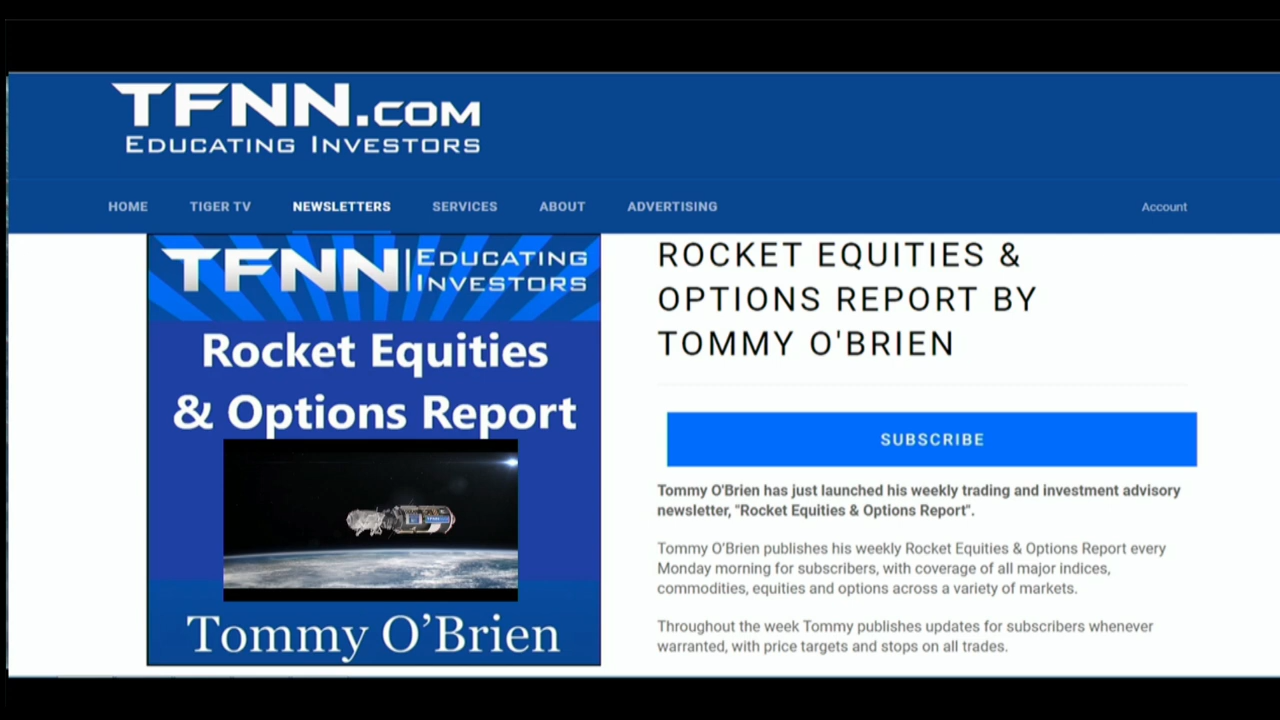 TFNN.COM
EDUCATING INVESTORS
HOME TIGER TV NEWSLETTERS SERVICES ABOUT ADVERTISING Account
TFNN EDUCATING
INVESTORS
Rocket Equities
& Options Report
Tommy O’Brien
ROCKET EQUITIES &
OPTIONS REPORT BY
TOMMY O'BRIEN
SUBSCRIBE
Tommy O'Brien has just launched his weekly trading and investment advisory
newsletter, "Rocket Equities & Options Report".
Tommy O’Brien publishes his weekly Rocket Equities & Options Report every
Monday morning for subscribers, with coverage of all major indices,
commodities, equities and options across a variety of markets.
Throughout the week Tommy publishes updates for subscribers whenever
warranted, with price targets and stops on all trades.